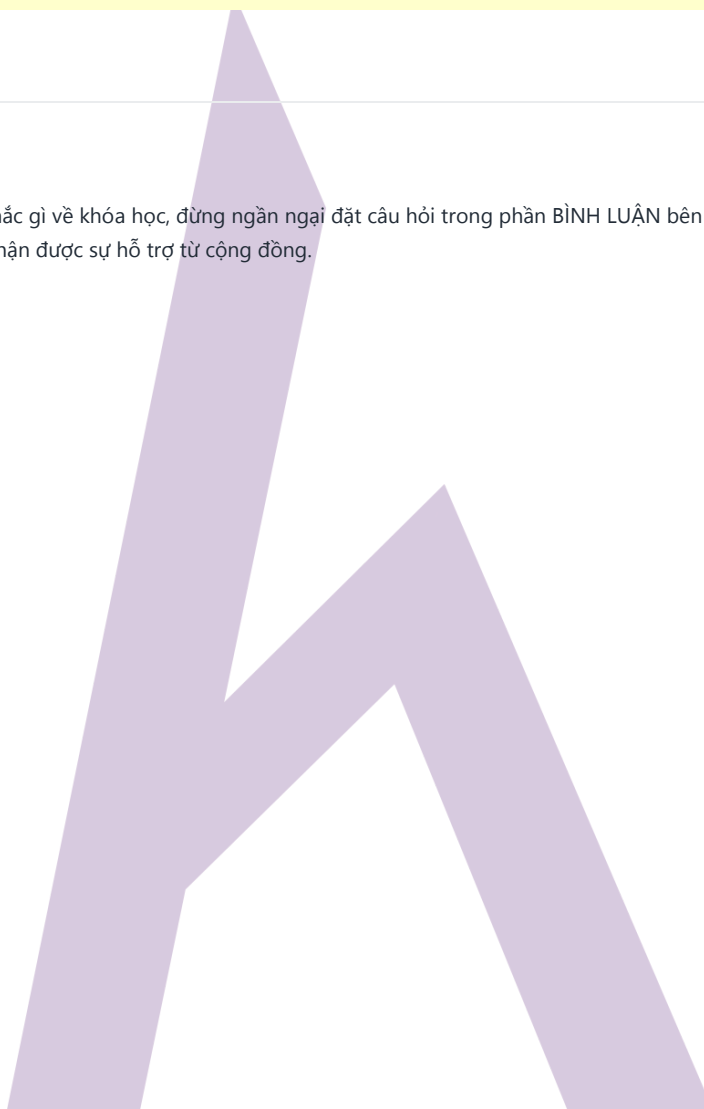 gì về khóa học, đừng ngần ngại đặt câu hỏi trong phần BÌNH LUẬN bên
được sự hỗ trợ từ cộng đồng.